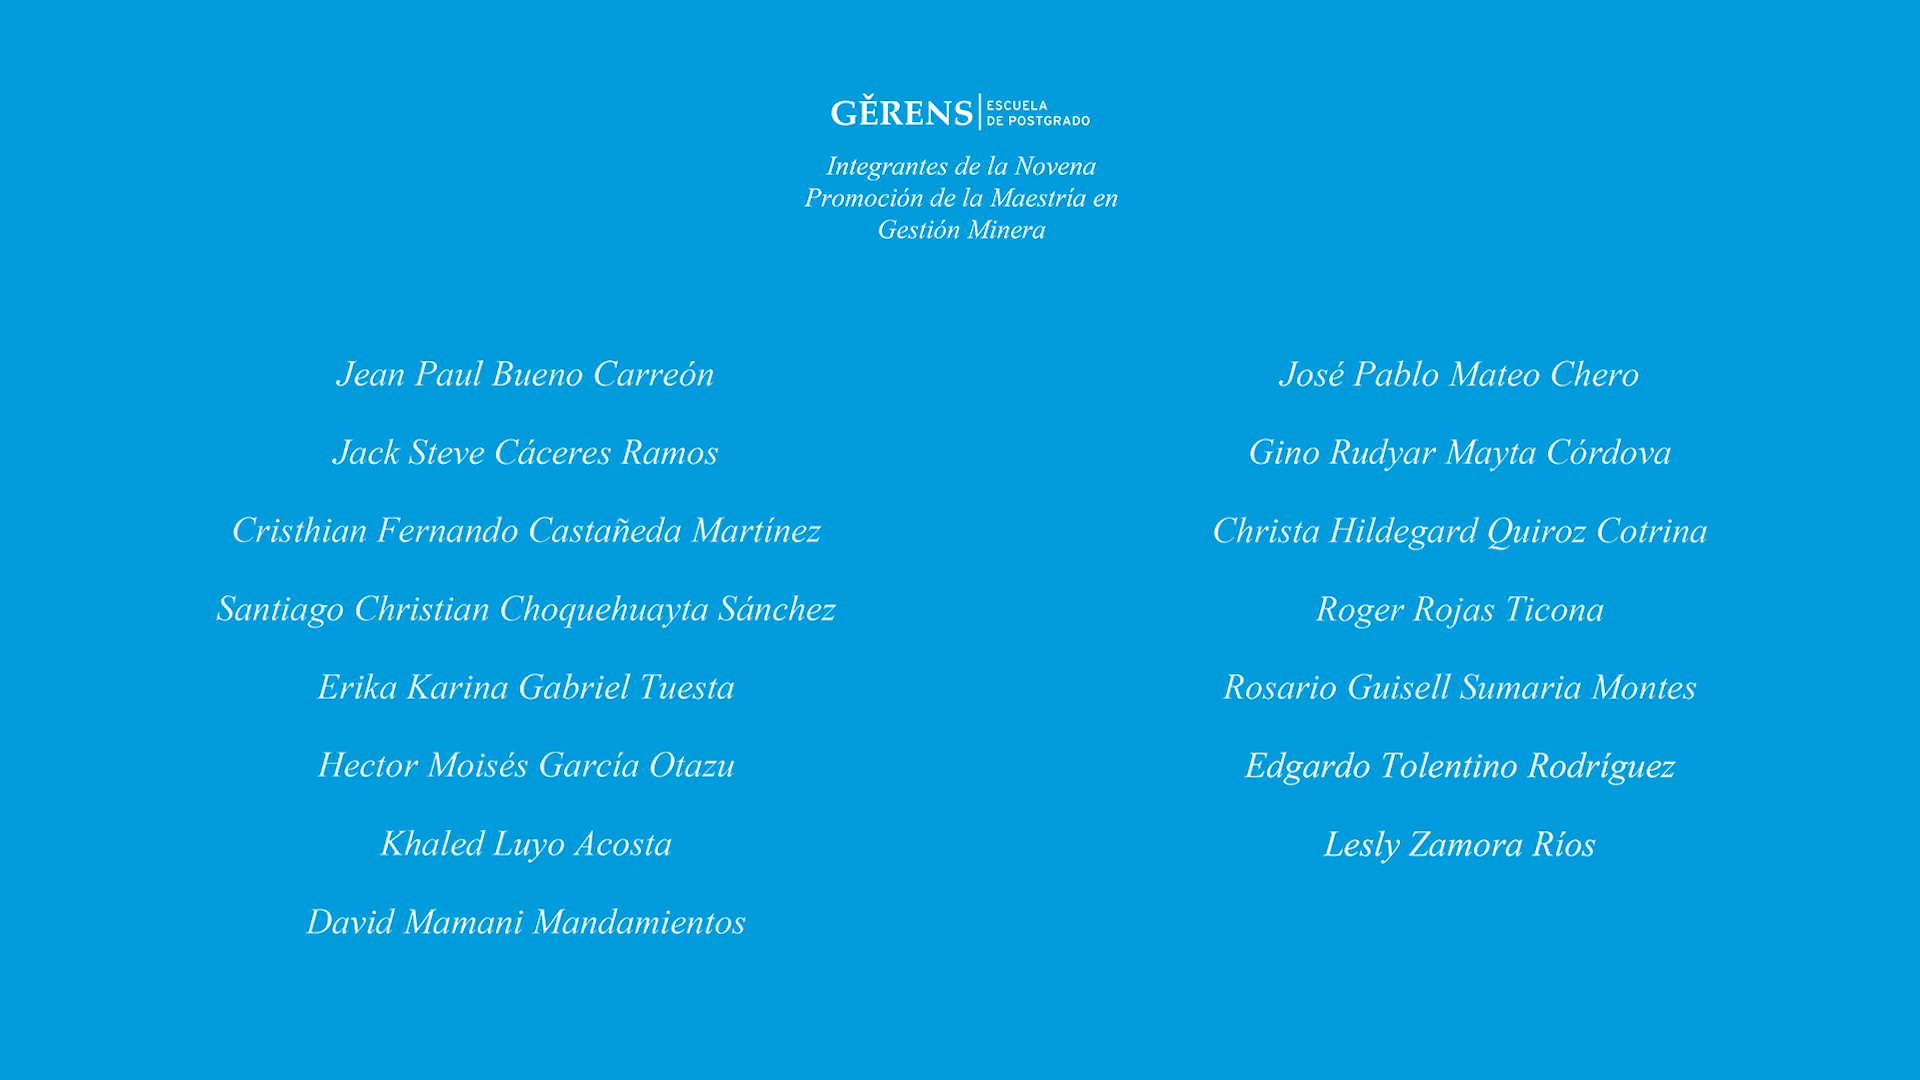 GĚRENS ESCUELA
DE POSTGRADO
Integrantes de la Novena
Promoción de la Maestría en
Gestión Minera
Jean Paul Bueno Carreón
Jack Steve Cáceres Ramos
Cristhian Fernando Castañeda Martínez
Santiago Christian Choquehuayta Sánchez
Erika Karina Gabriel Tuesta
Hector Moisés García Otazu
Khaled Luyo Acosta
David Mamani Mandamientos
José Pablo Mateo Chero
Gino Rudyar Mayta Córdova
Christa Hildegard Quiroz Cotrina
Roger Rojas Ticona
Rosario Guisell Sumaria Montes
Edgardo Tolentino Rodríguez
Lesly Zamora Ríos